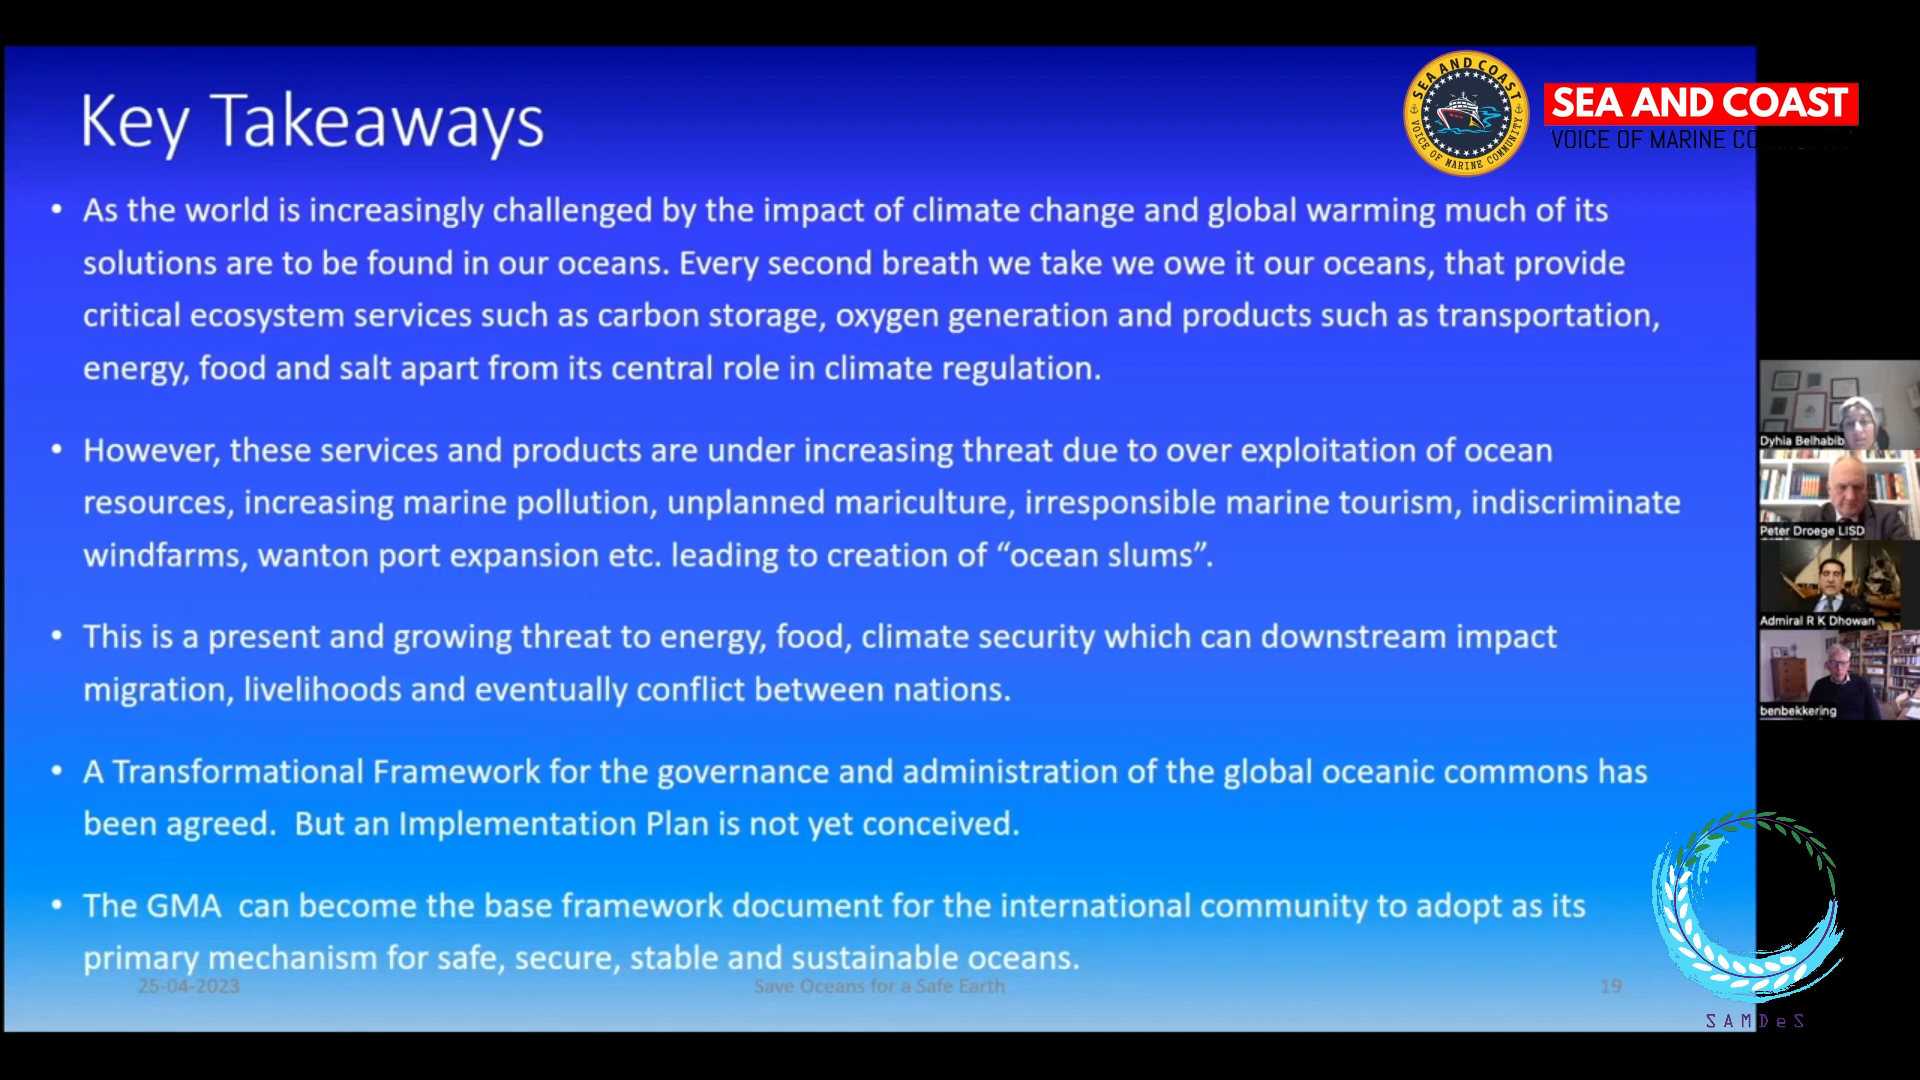 Key Takeaways
SEA AND COAST
VOICE OF MARINE COMMUNITY
SEA AND COAST
VOICE OF MARINE
• As the world is increasingly challenged by the impact of climate change and global warming much of its
solutions are to be found in our oceans. Every second breath we take we owe it our oceans, that provide
critical ecosystem services such as carbon storage, oxygen generation and products such as transportation,
energy, food and salt apart from its central role in climate regulation.
• However, these services and products are under increasing threat due to over exploitation of ocean
resources, increasing marine pollution, unplanned mariculture, irresponsible marine tourism, indiscriminate
windfarms, wanton port expansion etc. leading to creation of “ocean slums”.
• This is a present and growing threat to energy, food, climate security which can downstream impact
migration, livelihoods and eventually conflict between nations.
• A Transformational Framework for the governance and administration of the global oceanic commons has
been agreed.  But an Implementation Plan is not yet conceived.
• The GMA  can become the base framework document for the international community to adopt as its
primary mechanism for safe, secure, stable and sustainable oceans.
25-04-2023
Save Oceans for a Safe Earth
19
Dyhia Belhabib
Peter Droege LISD
Admiral R K Dhowan
benbekkering
SAMDeS